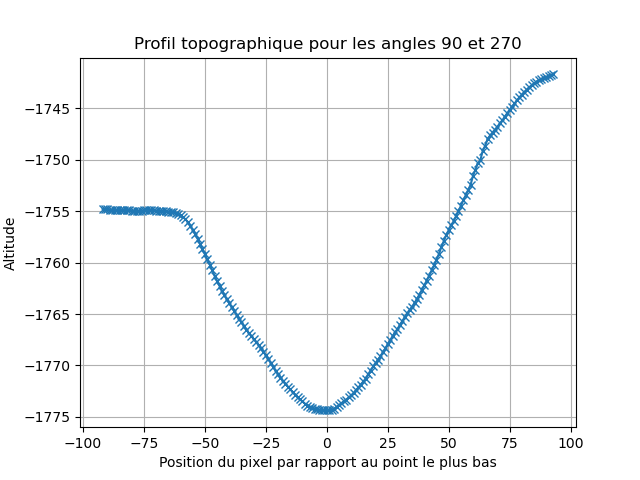 Profil topographique pour les angles 90 et 270
Altitude
−1745
−1750
−1755
−1760
−1765
−1770
−1775
−100 −75 −50 −25 0 25 50 75 100
Position du pixel par rapport au point le plus bas